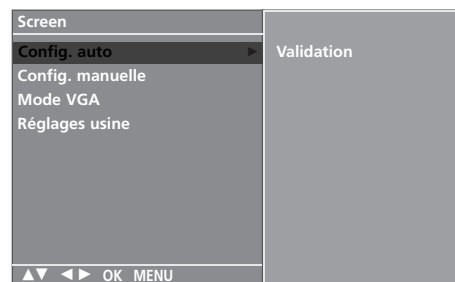 Screen
Config. auto ► Validation
Config. manuelle
Mode VGA
Réglages usine
▲▼ ◄► OK MENU